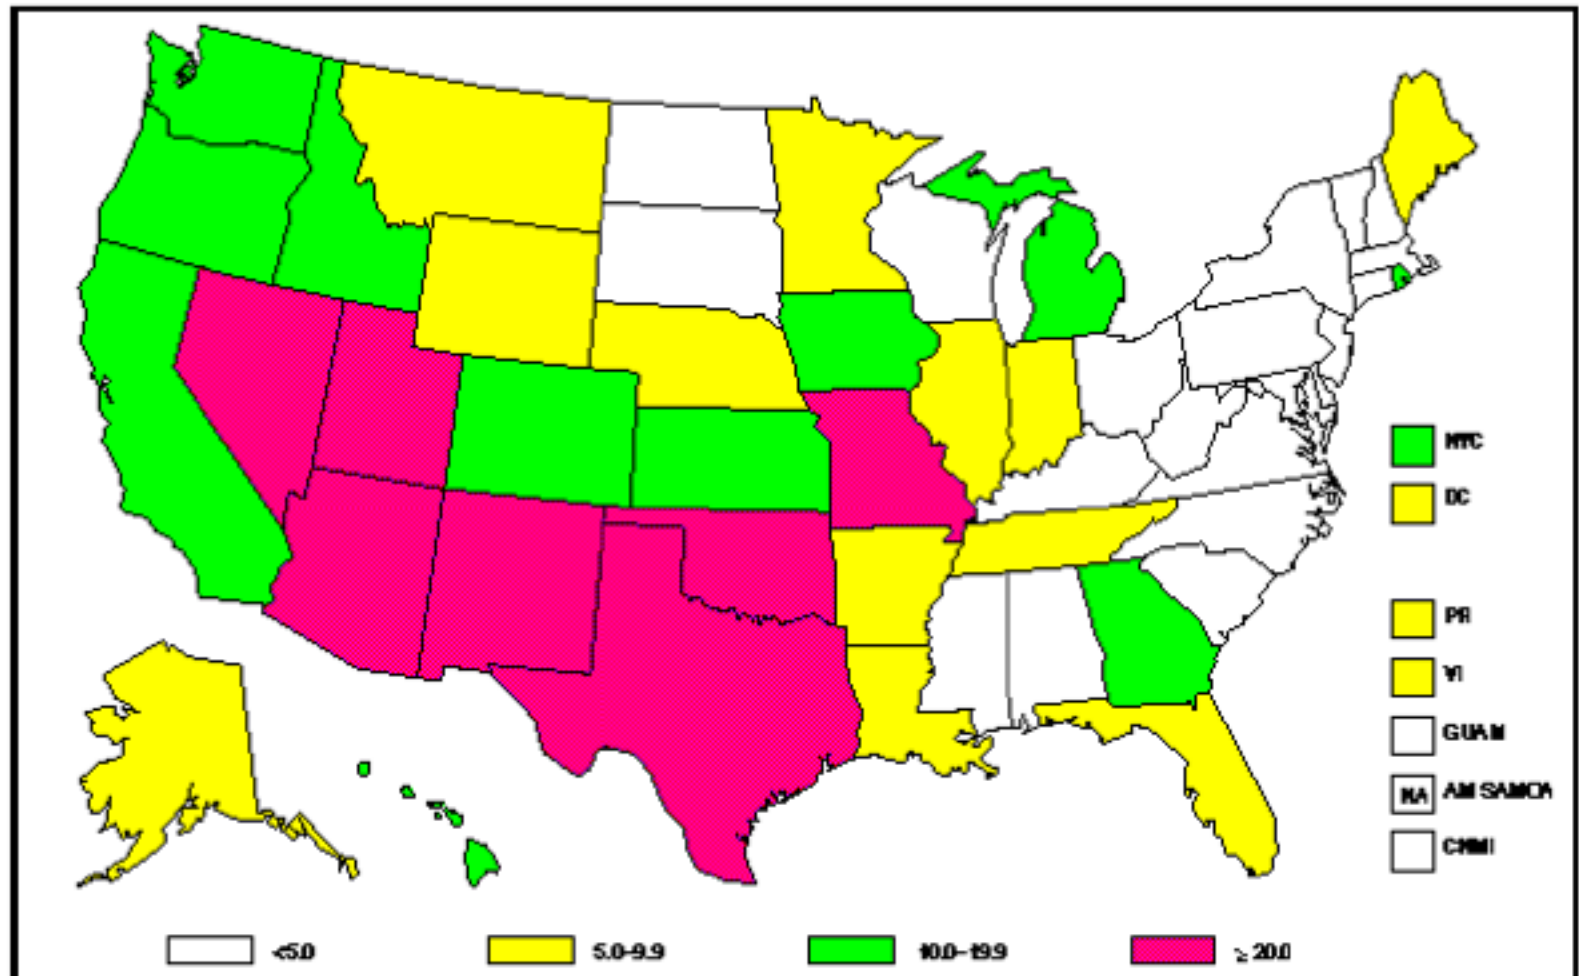 NYC
DC
PR
VI
GUAM
NA AM SAMOA
CNMI
<5.0 5.0-9.9 10.0-19.9 ≥ 20.0